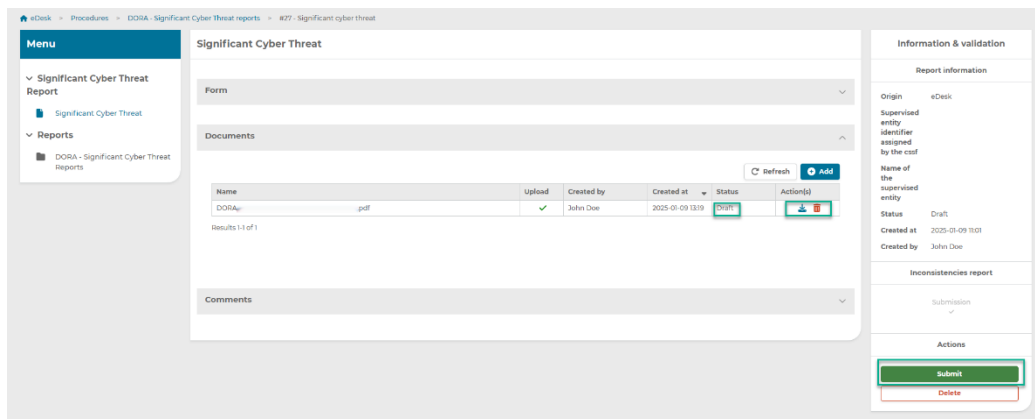 eDesk > Procedures > DORA - Significant Cyber Threat reports > #27 - Significant cyber threat
Menu
Significant Cyber Threat
Report
Significant Cyber Threat
Reports
DORA - Significant Cyber Threat
Reports
Significant Cyber Threat
Form
Documents
Refresh
Add
Name Upload Created by Created at Status Action(s)
DORA .pdf John Doe 2025-01-09 13:19 Draft
Results 1-1 of 1
Comments
Information & validation
Report information
Origin eDesk
Supervised
entity
identifier
assigned
by the cssf
Name of
the
supervised
entity
Status Draft
Created at 2025-01-09 11:01
Created by John Doe
Inconsistencies report
Submission
Actions
Submit
Delete